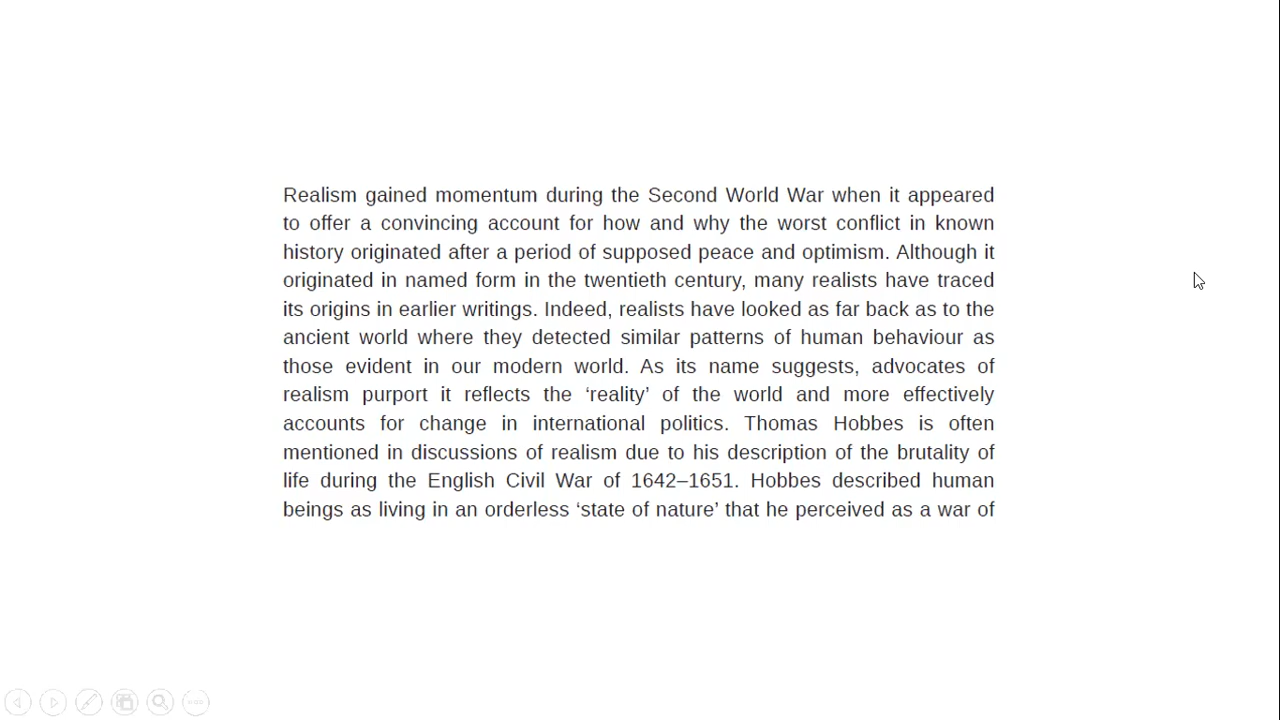 Realism gained momentum during the Second World War when it appeared
to offer a convincing account for how and why the worst conflict in known
history originated after a period of supposed peace and optimism. Although it
originated in named form in the twentieth century, many realists have traced
its origins in earlier writings. Indeed, realists have looked as far back as to the
ancient world where they detected similar patterns of human behaviour as
those evident in our modern world. As its name suggests, advocates of
realism purport it reflects the ‘reality’ of the world and more effectively
accounts for change in international politics. Thomas Hobbes is often
mentioned in discussions of realism due to his description of the brutality of
life during the English Civil War of 1642–1651. Hobbes described human
beings as living in an orderless ‘state of nature’ that he perceived as a war of